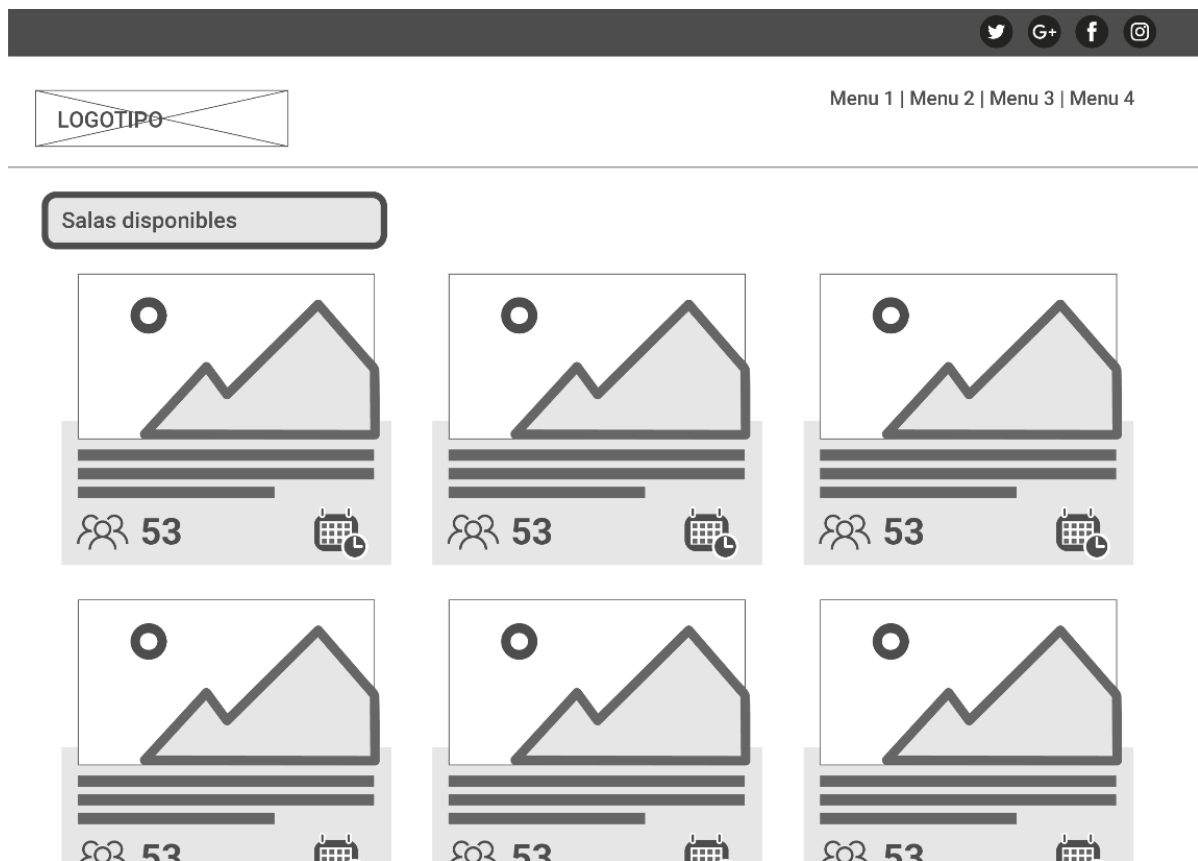 G+
Menu 1 | Menu 2 | Menu 3 | Menu 4
LOGOTIPO
Salas disponibles
53 53 53
53 53 53